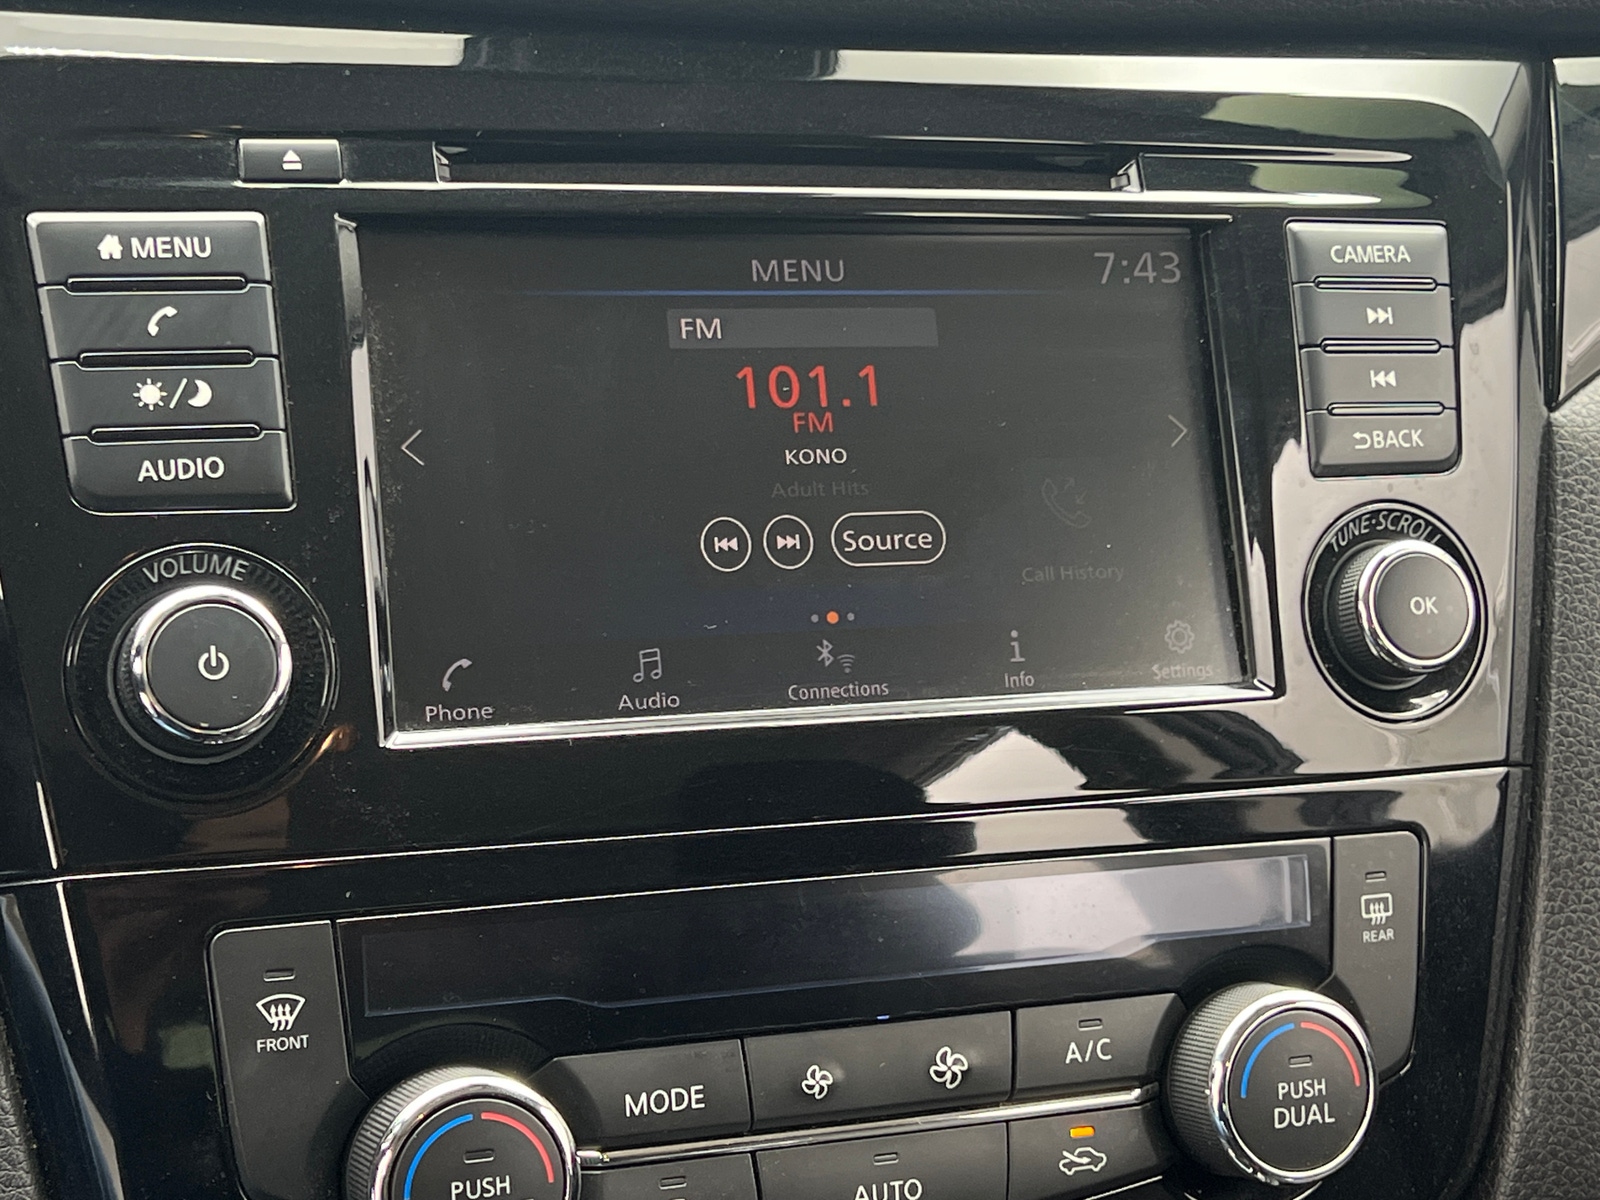 MENU
AUDIO
VOLUME
MENU
7:43
FM
101.1
FM
KONO
Adult Hits
Source
Call History
Phone
Audio
Connections
Info
Settings
CAMERA
BACK
TUNE·SCROLL
OK
FRONT
REAR
MODE
A/C
PUSH
AUTO
PUSH
DUAL